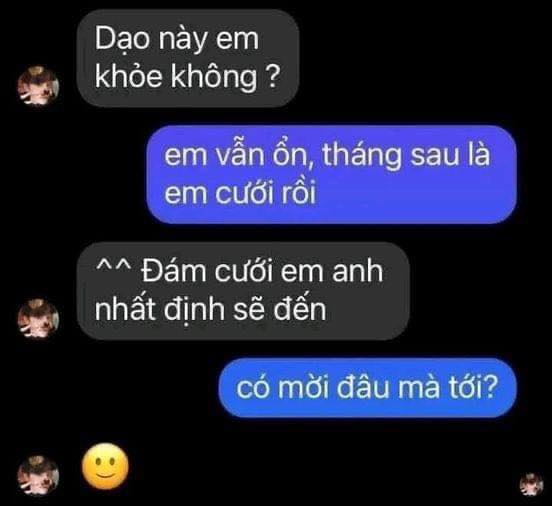 Dạo này em
khỏe không ?
em vẫn ổn, tháng sau là
em cưới rồi
^^ Đám cưới em anh
nhất định sẽ đến
có mời đâu mà tới?
🙂